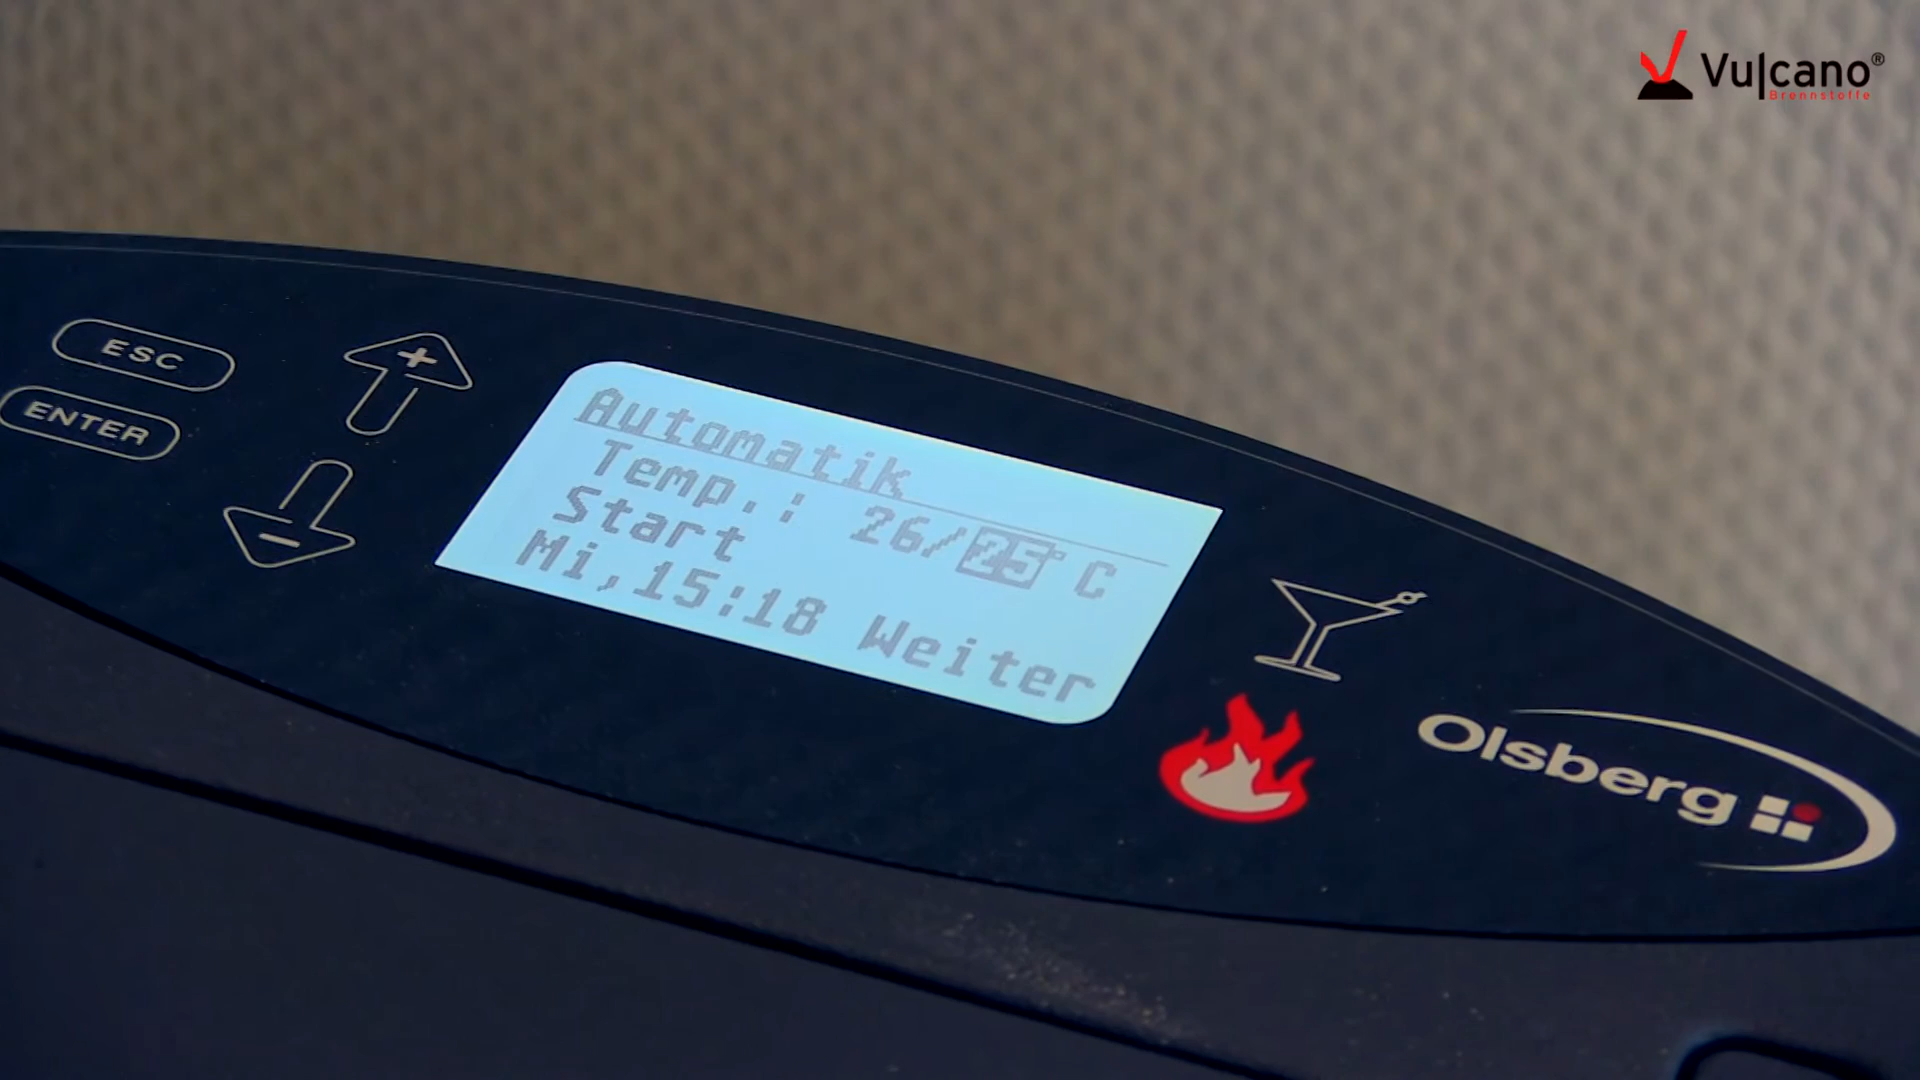 Vulcano®
Brennstoffe
ESC
ENTER
+
-
Automatik
Temp.: 26/25° C
Start
Mi,15:18 Weiter
Olsberg